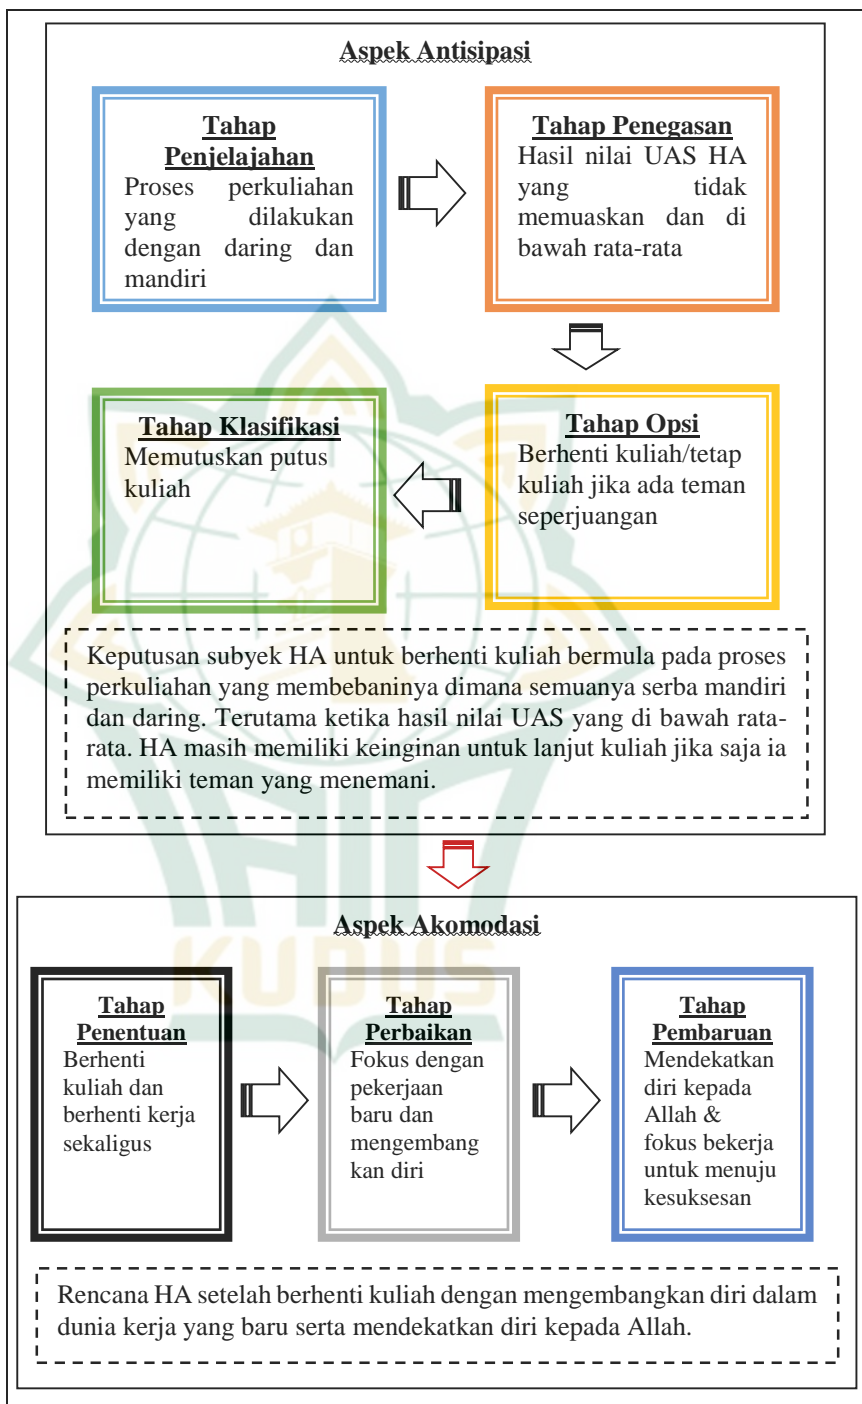 Aspek Antisipasi
Tahap
Penjelajahan
Proses perkuliahan
yang dilakukan
dengan daring dan
mandiri
Tahap Penegasan
Hasil nilai UAS HA
yang tidak
memuaskan dan di
bawah rata-rata
Tahap Opsi
Berhenti kuliah/tetap
kuliah jika ada teman
seperjuangan
Tahap Klasifikasi
Memutuskan putus
kuliah
Keputusan subyek HA untuk berhenti kuliah bermula pada proses
perkuliahan yang membebaninya dimana semuanya serba mandiri
dan daring. Terutama ketika hasil nilai UAS yang di bawah rata-
rata. HA masih memiliki keinginan untuk lanjut kuliah jika saja ia
memiliki teman yang menemani.
Aspek Akomodasi
KUDUS
Tahap
Penentuan
Berhenti
kuliah dan
berhenti kerja
sekaligus
Tahap
Perbaikan
Fokus dengan
pekerjaan
baru dan
mengembang
kan diri
Tahap
Pembaruan
Mendekatkan
diri kepada
Allah &
fokus bekerja
untuk menuju
kesuksesan
Rencana HA setelah berhenti kuliah dengan mengembangkan diri dalam
dunia kerja yang baru serta mendekatkan diri kepada Allah.